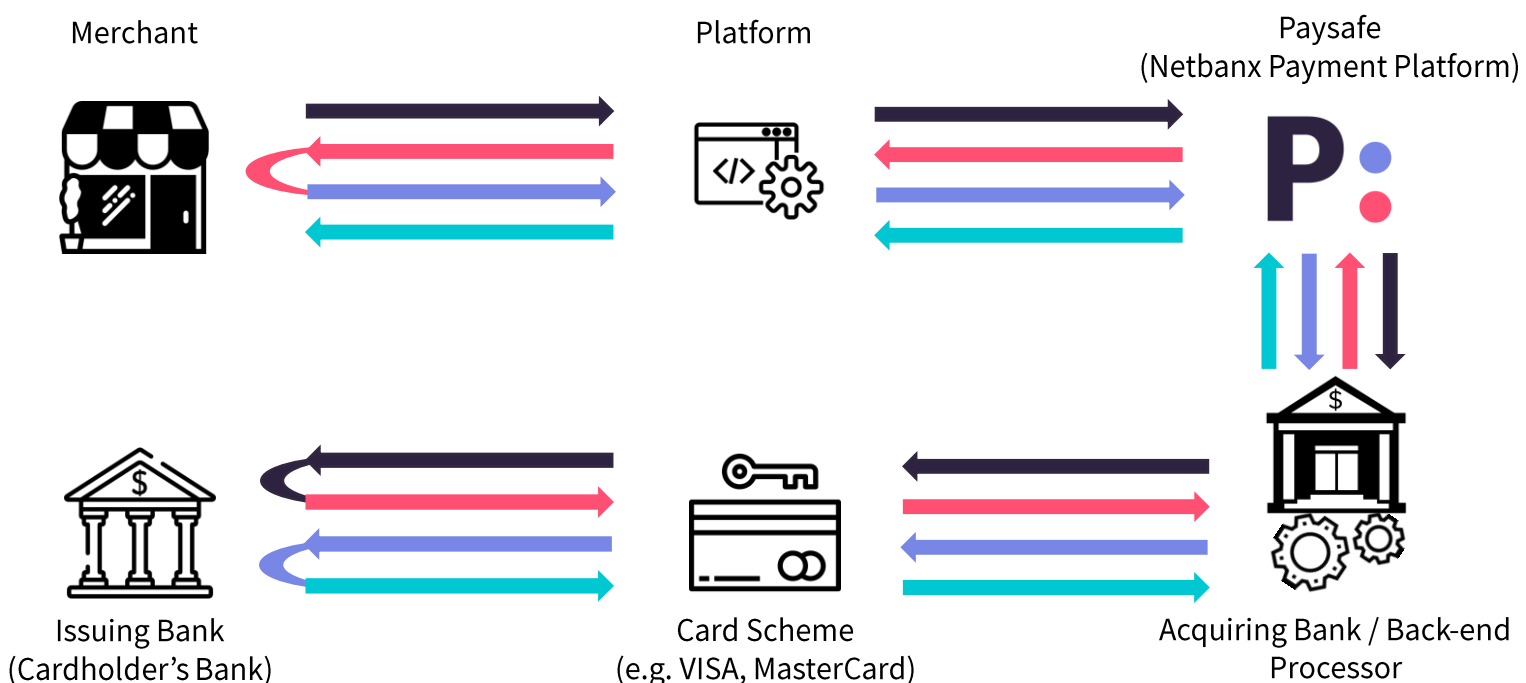 Merchant
Platform
Paysafe
(Netbanx Payment Platform)
</>
P:
$
$
Issuing Bank
(Cardholder's Bank)
Card Scheme
(e.g. VISA, MasterCard)
Acquiring Bank / Back-end
Processor